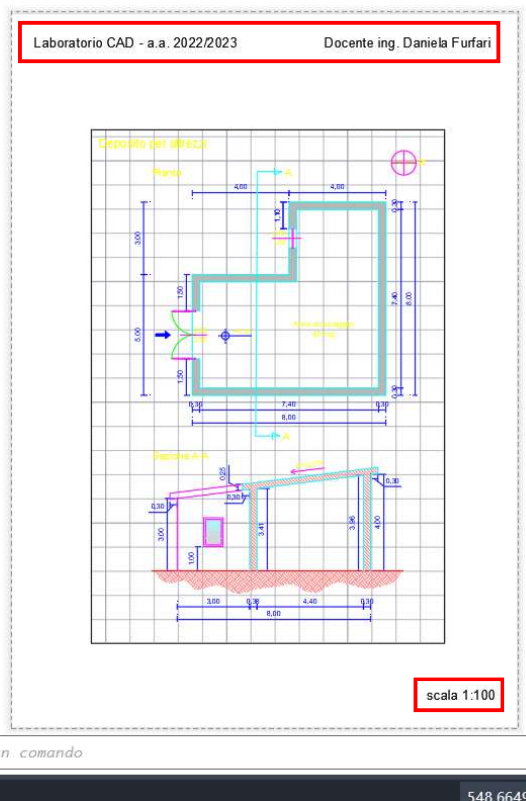 Laboratorio CAD - a.a. 2022/2023 Docente ing. Daniela Furfari
Deposito per attrezzi
Pianta
A
4,00 4,00
0,30
1,10
3,00
1,50
7,40
8,00
5,00
1,50
0,30
0,30 7,40 0,30
8,00
A
Sezione A-A
0,25
0,30
0,30
0,30
3,00
3,41
3,96
4,00
1,00
3,00 0,30 4,40 0,30
8,00
scala 1:100
n comando
548.6649